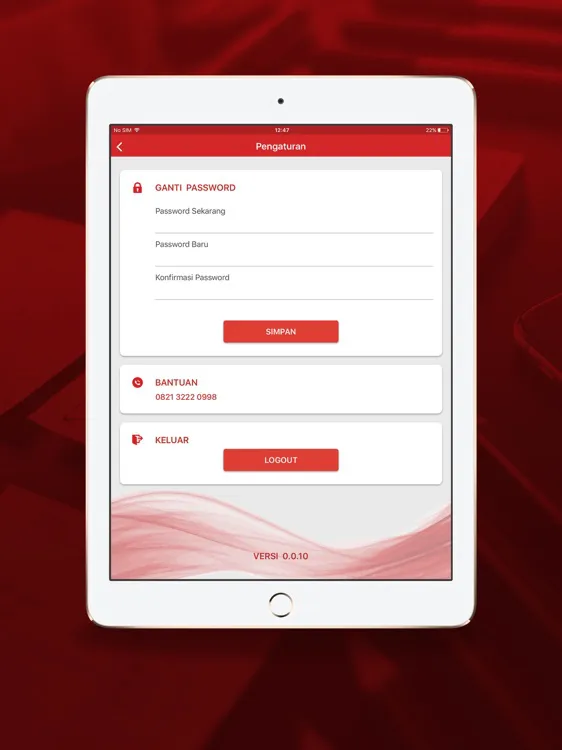 No SIM 12:47 22%
Pengaturan
GANTI PASSWORD
Password Sekarang
Password Baru
Konfirmasi Password
SIMPAN
BANTUAN
0821 3222 0998
KELUAR
LOGOUT
VERSI 0.0.10